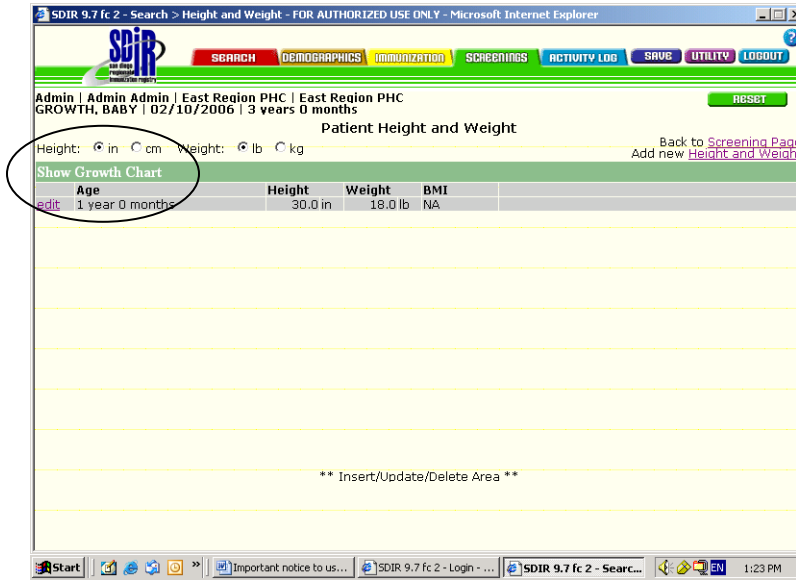 SDIR 9.7 fc 2 - Search > Height and Weight - FOR AUTHORIZED USE ONLY - Microsoft Internet Explorer
SDiR
san diego
regional
immunization registry
SEARCH DEMOGRAPHICS IMMUNIZATION SCREENINGS ACTIVITY LOG SAVE UTILITY LOGOUT ?
Admin | Admin Admin | East Region PHC | East Region PHC
GROWTH, BABY | 02/10/2006 | 3 years 0 months
RESET
Patient Height and Weight
Height: in cm Weight: lb kg
Back to Screening Page
Add new Height and Weigh
Show Growth Chart
Age Height Weight BMI
edit 1 year 0 months 30.0 in 18.0 lb NA
** Insert/Update/Delete Area **
Start » Important notice to us... SDIR 9.7 fc 2 - Login - ... SDIR 9.7 fc 2 - Searc... EN 1:23 PM